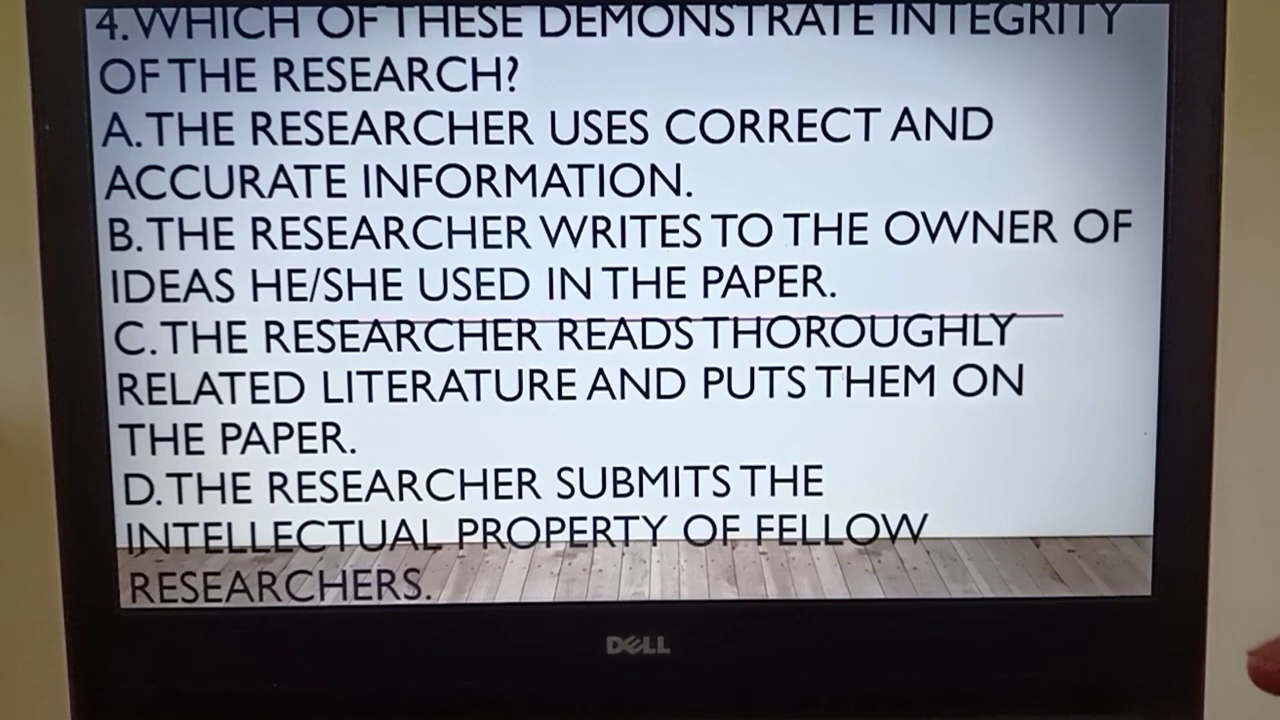 4. WHICH OF THESE DEMONSTRATE INTEGRITY
OF THE RESEARCH?
A. THE RESEARCHER USES CORRECT AND
ACCURATE INFORMATION.
B. THE RESEARCHER WRITES TO THE OWNER OF
IDEAS HE/SHE USED IN THE PAPER.
C. THE RESEARCHER READS THOROUGHLY
RELATED LITERATURE AND PUTS THEM ON
THE PAPER.
D. THE RESEARCHER SUBMITS THE
INTELLECTUAL PROPERTY OF FELLOW
RESEARCHERS.
DELL